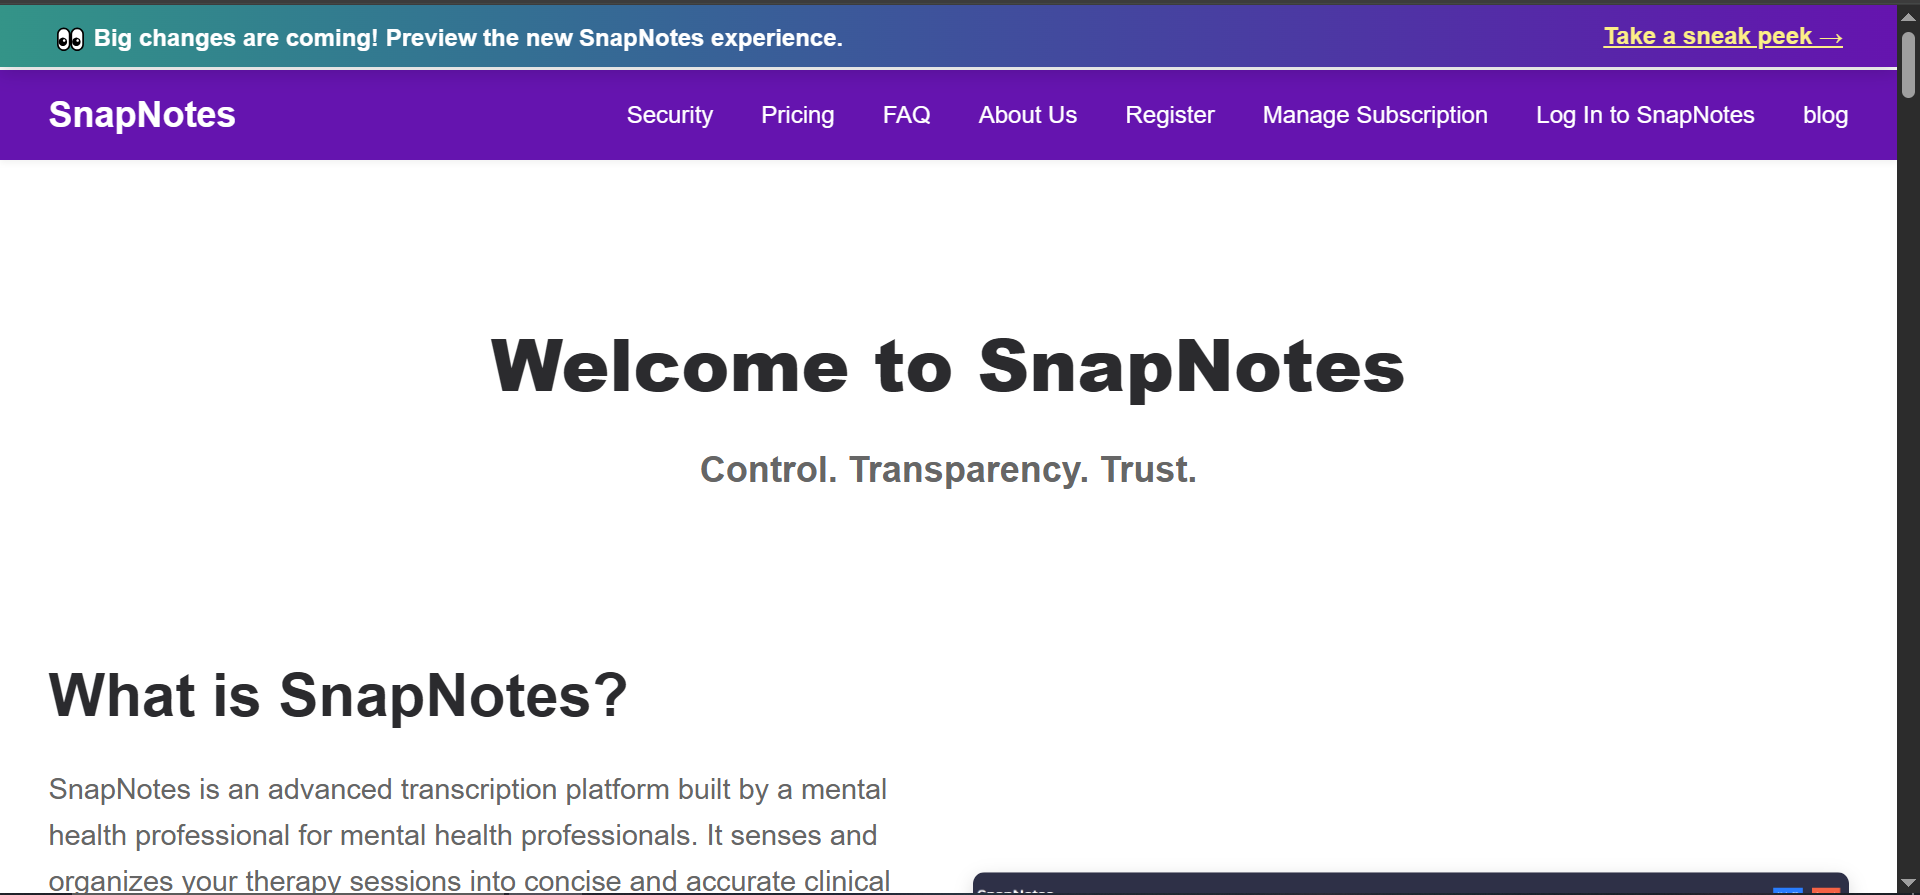 👀 Big changes are coming! Preview the new SnapNotes experience.
Take a sneak peek →
SnapNotes
Security
Pricing
FAQ
About Us
Register
Manage Subscription
Log In to SnapNotes
blog
Welcome to SnapNotes
Control. Transparency. Trust.
What is SnapNotes?
SnapNotes is an advanced transcription platform built by a mental
health professional for mental health professionals. It senses and
organizes your therapy sessions into concise and accurate clinical
SnapNotes